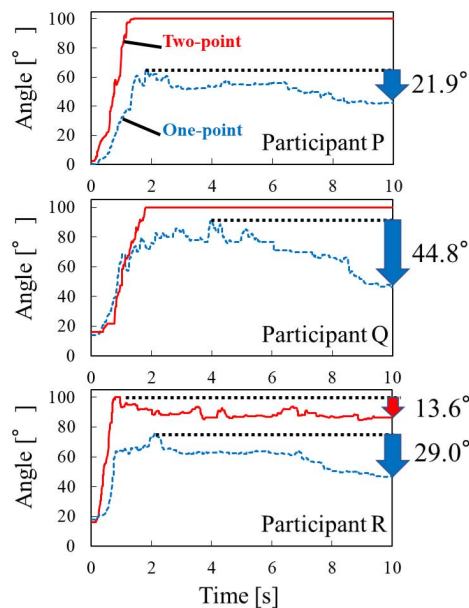 Angle [°]
100
80
60
40
20
0
Two-point
One-point
21.9°
Participant P
0 2 4 6 8 10
Angle [°]
100
80
60
40
20
0
44.8°
Participant Q
0 2 4 6 8 10
Angle [°]
100
80
60
40
20
0
13.6°
29.0°
Participant R
0 2 4 6 8 10
Time [s]